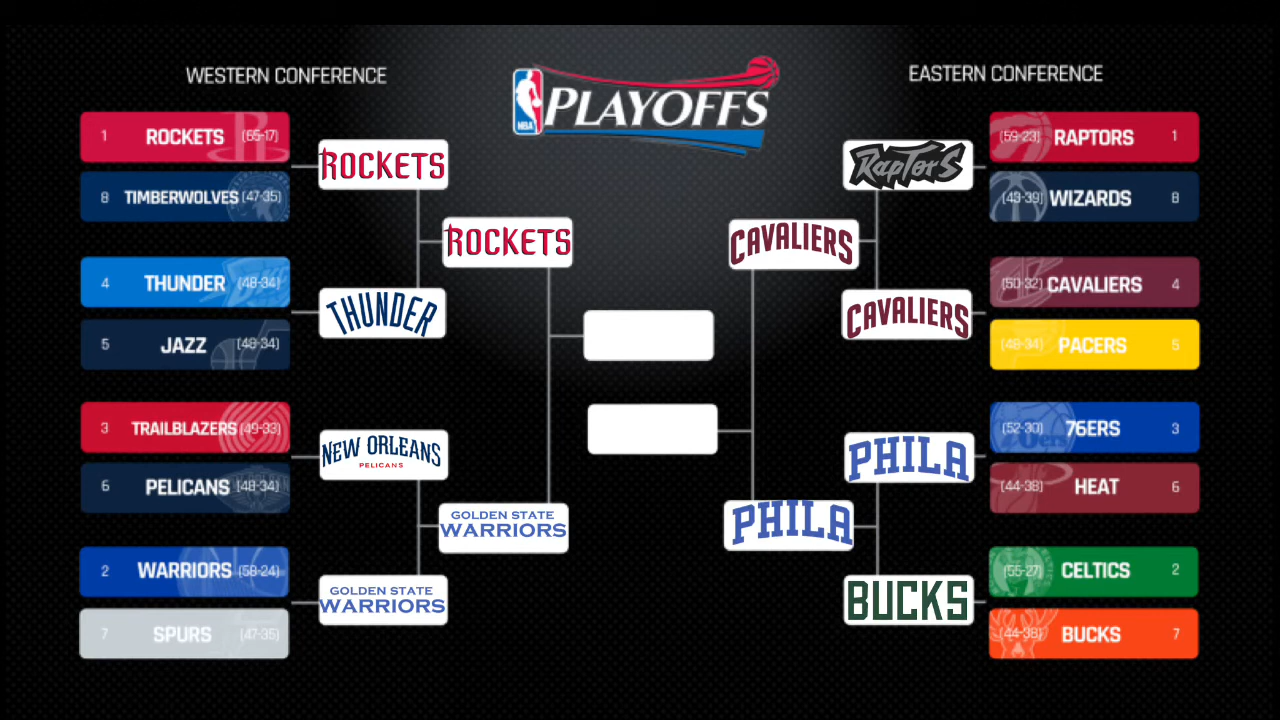 WESTERN CONFERENCE
NBA PLAYOFFS
EASTERN CONFERENCE
1 ROCKETS (65-17)
8 TIMBERWOLVES (47-35)
4 THUNDER (48-34)
5 JAZZ (48-34)
3 TRAILBLAZERS (49-33)
6 PELICANS (48-34)
2 WARRIORS (58-24)
7 SPURS (47-35)
ROCKETS
THUNDER
NEW ORLEANS
PELICANS
GOLDEN STATE
WARRIORS
ROCKETS
GOLDEN STATE
WARRIORS
CAVALIERS
PHILA
RAPTORS
CAVALIERS
PHILA
BUCKS
(59-23) RAPTORS 1
(43-39) WIZARDS 8
(50-32) CAVALIERS 4
(48-34) PACERS 5
(52-30) 76ERS 3
(44-38) HEAT 6
(55-27) CELTICS 2
(44-38) BUCKS 7